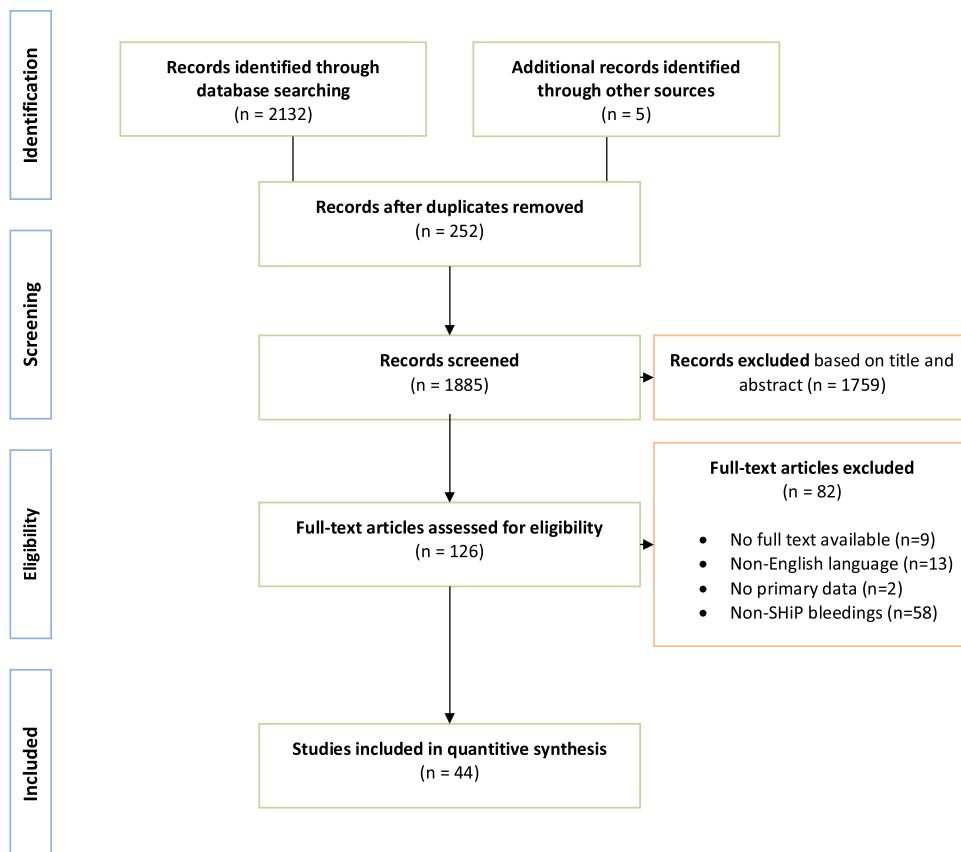 Identification
Records identified through
database searching
(n = 2132)
Additional records identified
through other sources
(n = 5)
Records after duplicates removed
(n = 252)
Screening
Records screened
(n = 1885)
Records excluded based on title and
abstract (n = 1759)
Eligibility
Full-text articles assessed for eligibility
(n = 126)
Full-text articles excluded
(n = 82)
• No full text available (n=9)
• Non-English language (n=13)
• No primary data (n=2)
• Non-SHiP bleedings (n=58)
Included
Studies included in quantitive synthesis
(n = 44)